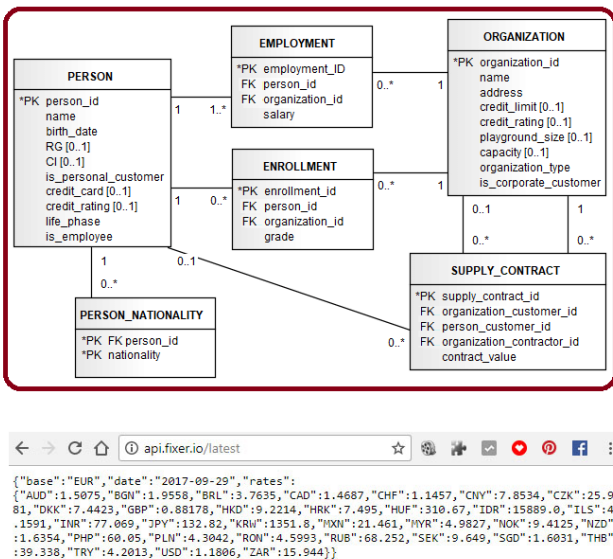 PERSON
*PK person_id
name
birth_date
RG [0..1]
CI [0..1]
is_personal_customer
credit_card [0..1]
credit_rating [0..1]
life_phase
is_employee
EMPLOYMENT
*PK employment_ID
FK person_id
FK organization_id
salary
ORGANIZATION
*PK organization_id
name
address
credit_limit [0..1]
credit_rating [0..1]
playground_size [0..1]
capacity [0..1]
organization_type
is_corporate_customer
1
1..*
0..*
1
ENROLLMENT
*PK enrollment_id
FK person_id
FK organization_id
grade
1
0..*
0..*
1
1
0..*
0..1
0..*
0..1
0..*
1
0..*
PERSON_NATIONALITY
*PK FK person_id
*PK nationality
SUPPLY_CONTRACT
*PK supply_contract_id
FK organization_customer_id
FK person_customer_id
FK organization_contractor_id
contract_value
api.fixer.io/latest
{"base":"EUR","date":"2017-09-29","rates":
{"AUD":1.5075,"BGN":1.9558,"BRL":3.7635,"CAD":1.4687,"CHF":1.1457,"CNY":7.8534,"CZK":25.9
81,"DKK":7.4423,"GBP":0.88178,"HKD":9.2214,"HRK":7.495,"HUF":310.67,"IDR":15889.0,"ILS":4
.1591,"INR":77.069,"JPY":132.82,"KRW":1351.8,"MXN":21.461,"MYR":4.9827,"NOK":9.4125,"NZD"
:1.6354,"PHP":60.05,"PLN":4.3042,"RON":4.5993,"RUB":68.252,"SEK":9.649,"SGD":1.6031,"THB"
:39.338,"TRY":4.2013,"USD":1.1806,"ZAR":15.944}}